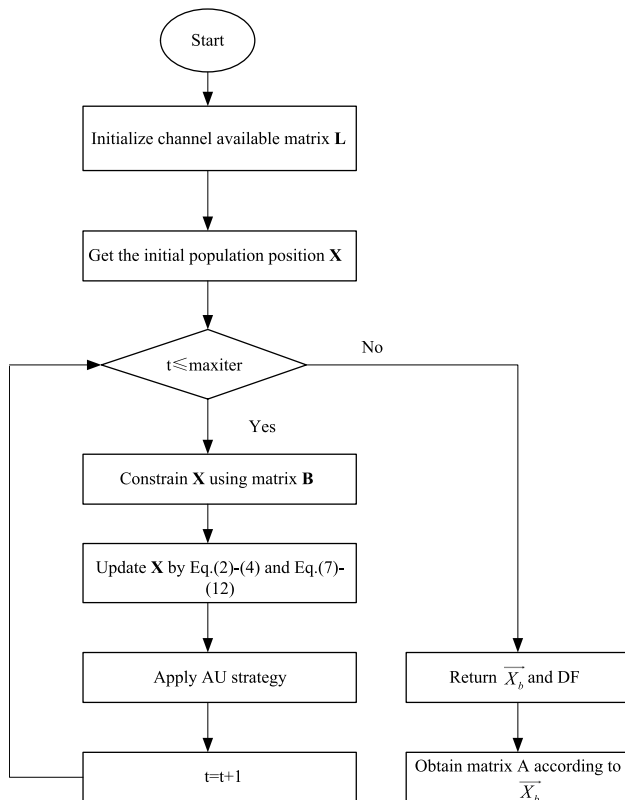 Start
Initialize channel available matrix L
Get the initial population position X
t⩽maxiter
No
Yes
Constrain X using matrix B
Update X by Eq.(2)-(4) and Eq.(7)-
(12)
Apply AU strategy
t=t+1
Return $\overrightarrow{X_b}$ and DF
Obtain matrix A according to
$\overrightarrow{X_b}$